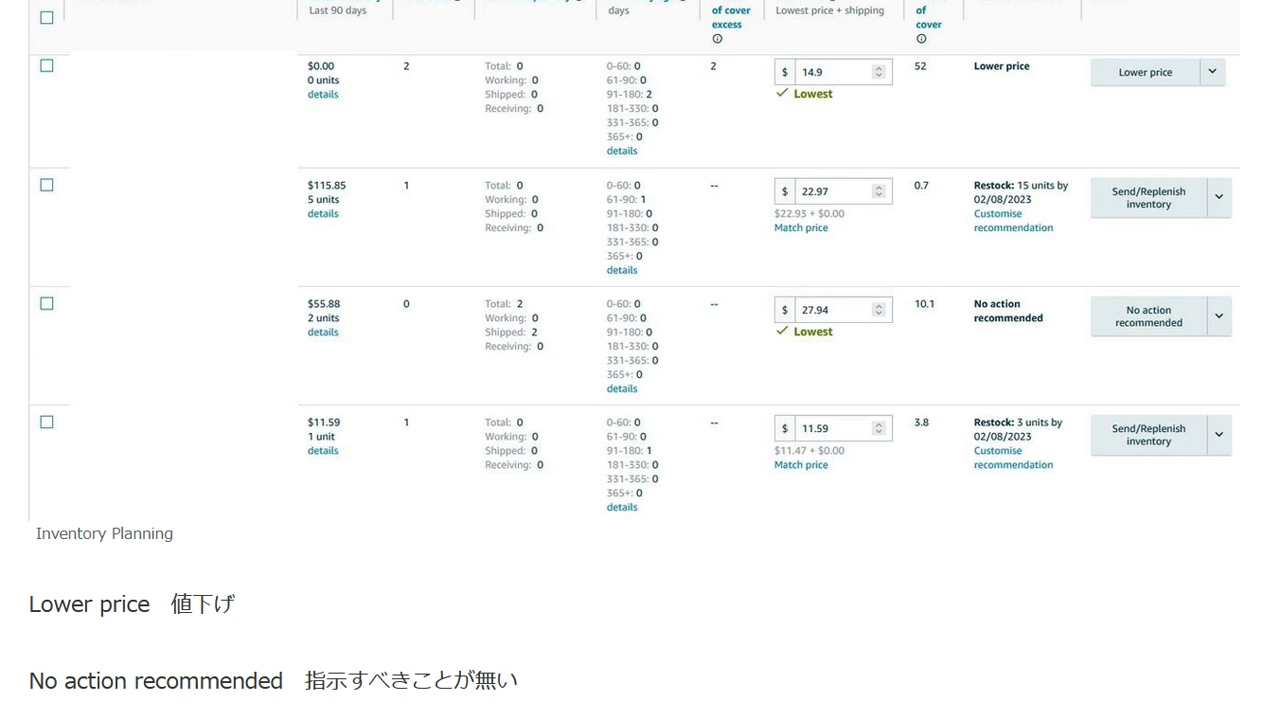 Last 90 days
days
of cover
excess
Lowest price + shipping
of
cover
$0.00
0 units
details
2
Total: 0
Working: 0
Shipped: 0
Receiving: 0
0-60: 0
61-90: 0
91-180: 2
181-330: 0
331-365: 0
365+: 0
details
2
$ 14.9
Lowest
52
Lower price
Lower price
$115.85
5 units
details
1
Total: 0
Working: 0
Shipped: 0
Receiving: 0
0-60: 0
61-90: 1
91-180: 0
181-330: 0
331-365: 0
365+: 0
details
--
$ 22.97
$22.93 + $0.00
Match price
0.7
Restock: 15 units by
02/08/2023
Customise
recommendation
Send/Replenish
inventory
$55.88
2 units
details
0
Total: 2
Working: 0
Shipped: 2
Receiving: 0
0-60: 0
61-90: 0
91-180: 0
181-330: 0
331-365: 0
365+: 0
details
--
$ 27.94
Lowest
10.1
No action
recommended
No action
recommended
$11.59
1 unit
details
1
Total: 0
Working: 0
Shipped: 0
Receiving: 0
0-60: 0
61-90: 0
91-180: 1
181-330: 0
331-365: 0
365+: 0
details
--
$ 11.59
$11.47 + $0.00
Match price
3.8
Restock: 3 units by
02/08/2023
Customise
recommendation
Send/Replenish
inventory
Inventory Planning
Lower price 値下げ
No action recommended 指示すべきことが無い